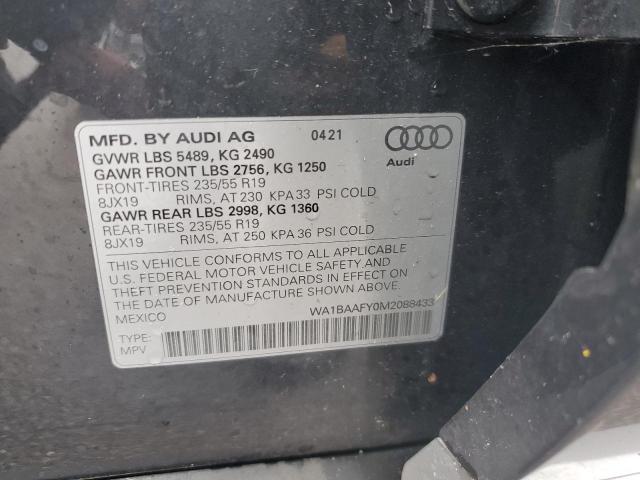 MFD. BY AUDI AG 0421
GVWR LBS 5489, KG 2490
GAWR FRONT LBS 2756, KG 1250
FRONT-TIRES 235/55 R19
8JX19 RIMS, AT 230 KPA 33 PSI COLD
GAWR REAR LBS 2998, KG 1360
REAR-TIRES 235/55 R19
8JX19 RIMS, AT 250 KPA 36 PSI COLD
Audi
THIS VEHICLE CONFORMS TO ALL APPLICABLE
U.S. FEDERAL MOTOR VEHICLE SAFETY, AND
THEFT PREVENTION STANDARDS IN EFFECT ON
THE DATE OF MANUFACTURE SHOWN ABOVE.
MEXICO WA1BAAFY0M2088433
TYPE:
MPV